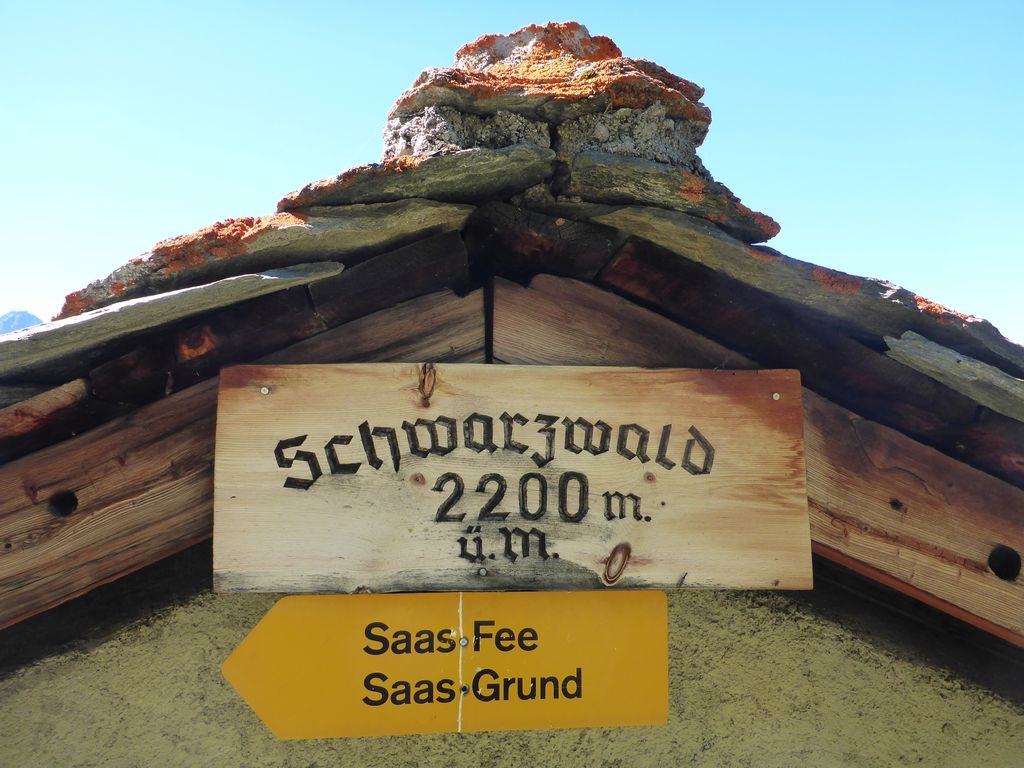 Schwarzwald
2200 m.
ü.M.
Saas-Fee
Saas-Grund